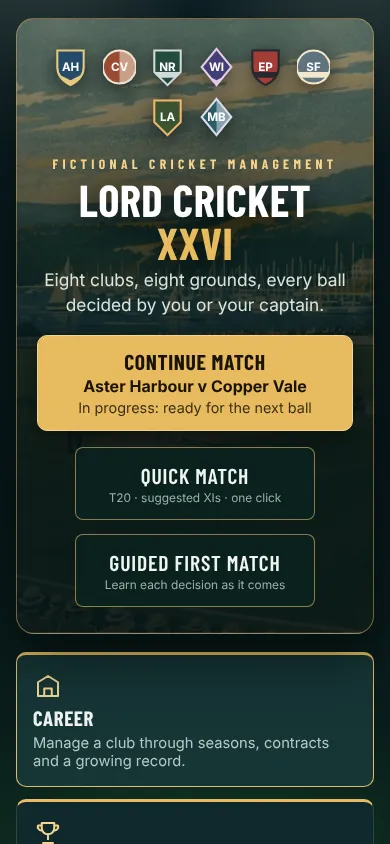 AH CV NR WI EP SF
LA MB
FICTIONAL CRICKET MANAGEMENT
LORD CRICKET
XXVI
Eight clubs, eight grounds, every ball
decided by you or your captain.
CONTINUE MATCH
Aster Harbour v Copper Vale
In progress: ready for the next ball
QUICK MATCH
T20 · suggested XIs · one click
GUIDED FIRST MATCH
Learn each decision as it comes
CAREER
Manage a club through seasons, contracts
and a growing record.